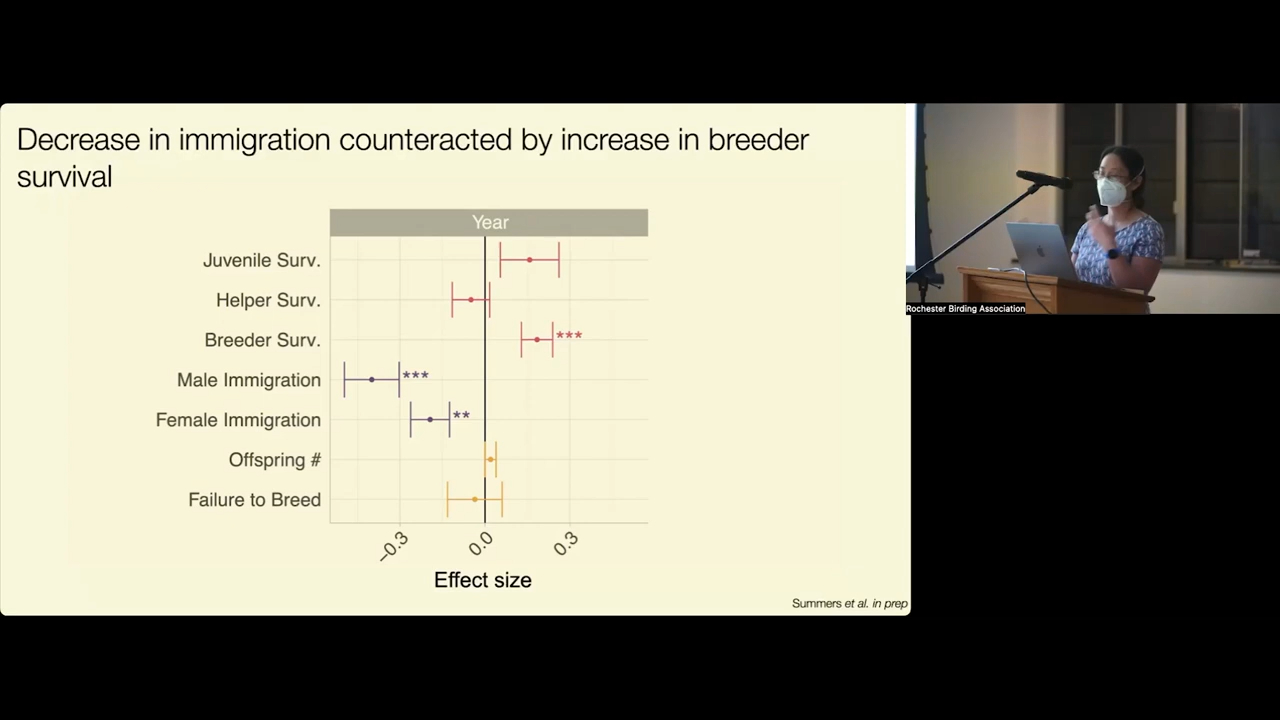 Decrease in immigration counteracted by increase in breeder
survival
Year
Juvenile Surv.
Helper Surv.
Breeder Surv.
***
Male Immigration
***
Female Immigration
**
Offspring #
Failure to Breed
−0.3
0.0
0.3
Effect size
Summers et al. in prep
Rochester Birding Association